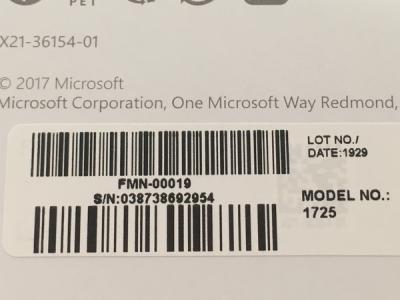 PET
X21-36154-01
© 2017 Microsoft
Microsoft Corporation, One Microsoft Way Redmond,
LOT NO./
DATE:1929
FMN-00019
S/N:038738692954
MODEL NO.:
1725